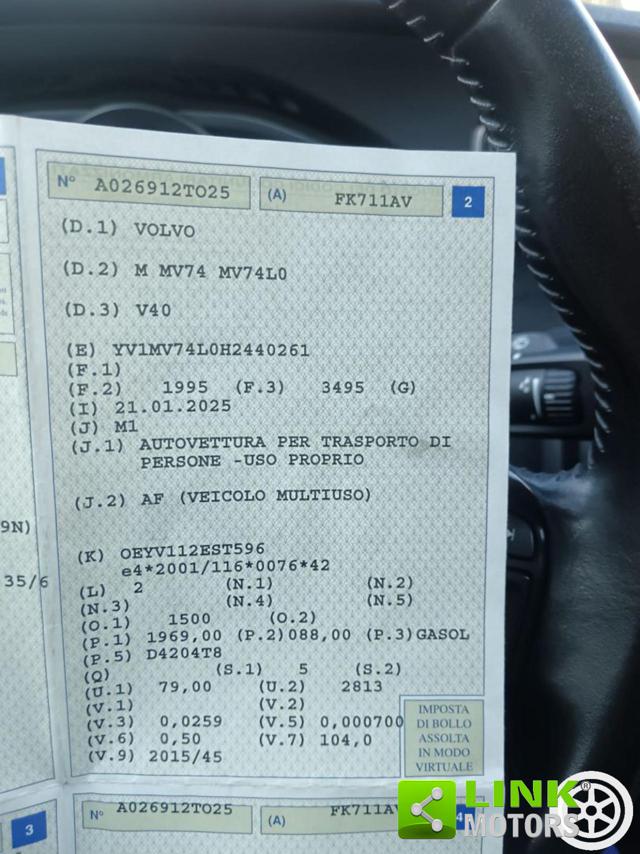 N° A026912TO25 (A) FK711AV 2
(D.1) VOLVO
(D.2) M MV74 MV74L0
(D.3) V40
(E) YV1MV74L0H2440261
(F.1)
(F.2) 1995 (F.3) 3495 (G)
(I) 21.01.2025
(J) M1
(J.1) AUTOVETTURA PER TRASPORTO DI
PERSONE -USO PROPRIO
(J.2) AF (VEICOLO MULTIUSO)
9N)
(K) OEYV112EST596
e4*2001/116*0076*42
35/6
(L) 2 (N.1) (N.2)
(N.3) (N.4) (N.5)
(O.1) 1500 (O.2)
(P.1) 1969,00 (P.2)088,00 (P.3)GASOL
(P.5) D4204T8
(Q) (S.1) 5 (S.2)
(U.1) 79,00 (U.2) 2813
(V.1) (V.2)
(V.3) 0,0259 (V.5) 0,000700
(V.6) 0,50 (V.7) 104,0
(V.9) 2015/45
IMPOSTA
DI BOLLO
ASSOLTA
IN MODO
VIRTUALE
3
N° A026912TO25 (A) FK711AV 4
LINK
MOTORS